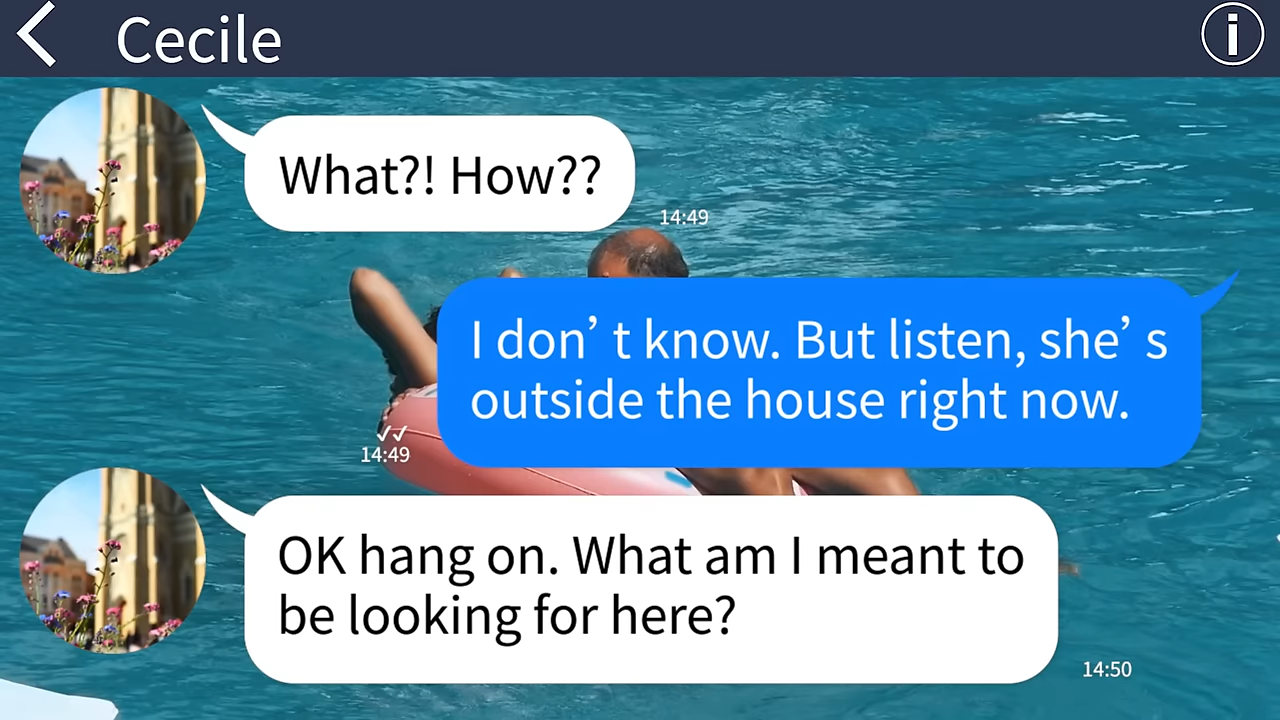 Cecile
What?! How??
14:49
I don’t know. But listen, she’s
outside the house right now.
14:49
OK hang on. What am I meant to
be looking for here?
14:50